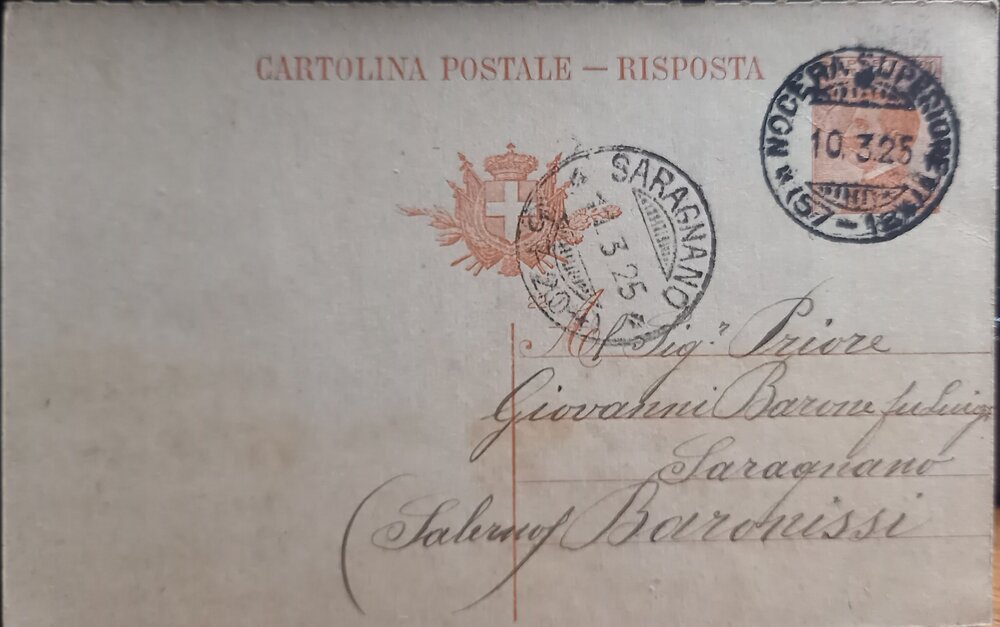 CARTOLINA POSTALE — RISPOSTA
NOCERA SUPERIORE
10. 3.25
(57-
SARAGNANO
3 25
A
Al Sig.r Priore
Giovanni Barone fu Luigi
Saragnano
(Salerno) Baronissi